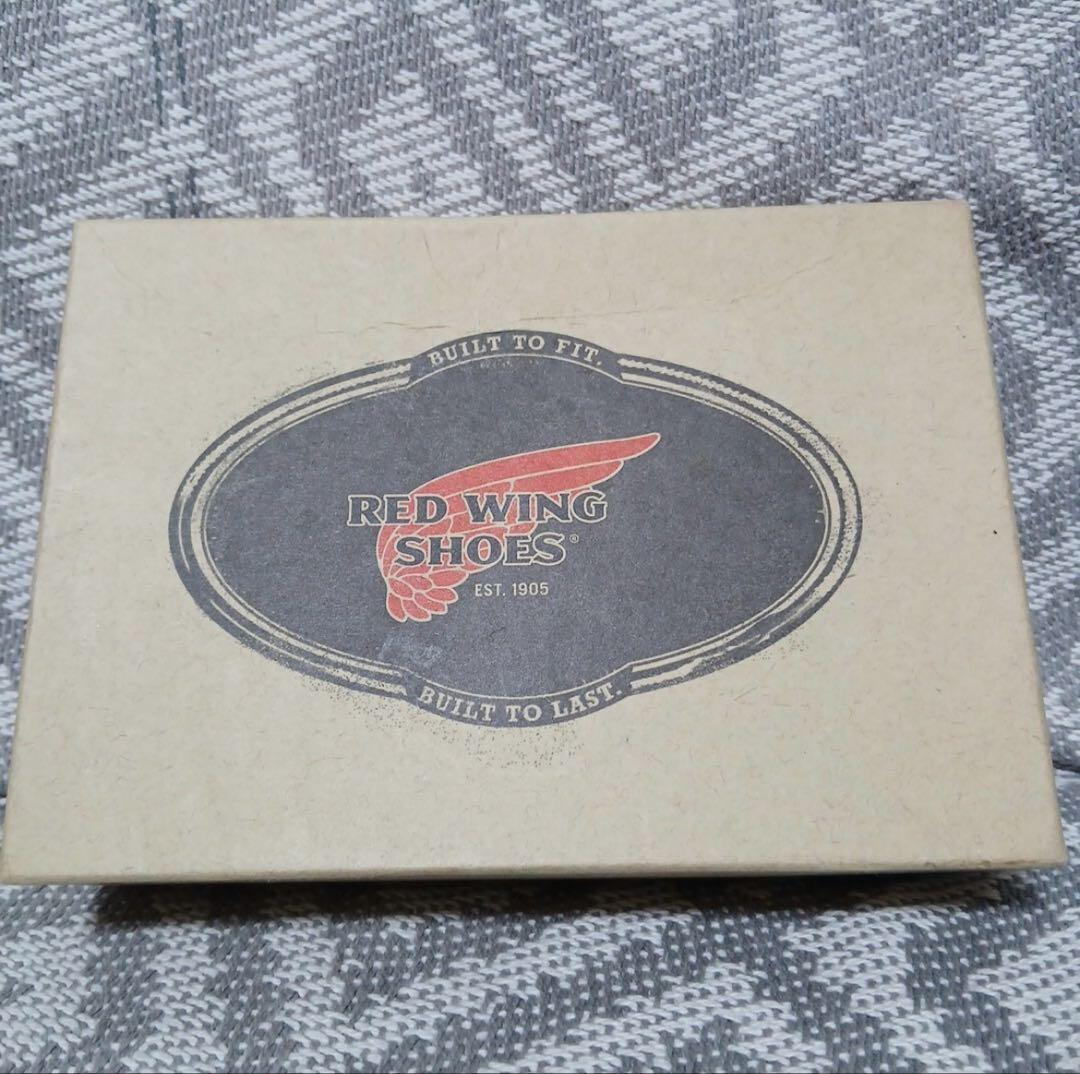 BUILT TO FIT.
RED WING
SHOES®
EST. 1905
BUILT TO LAST.